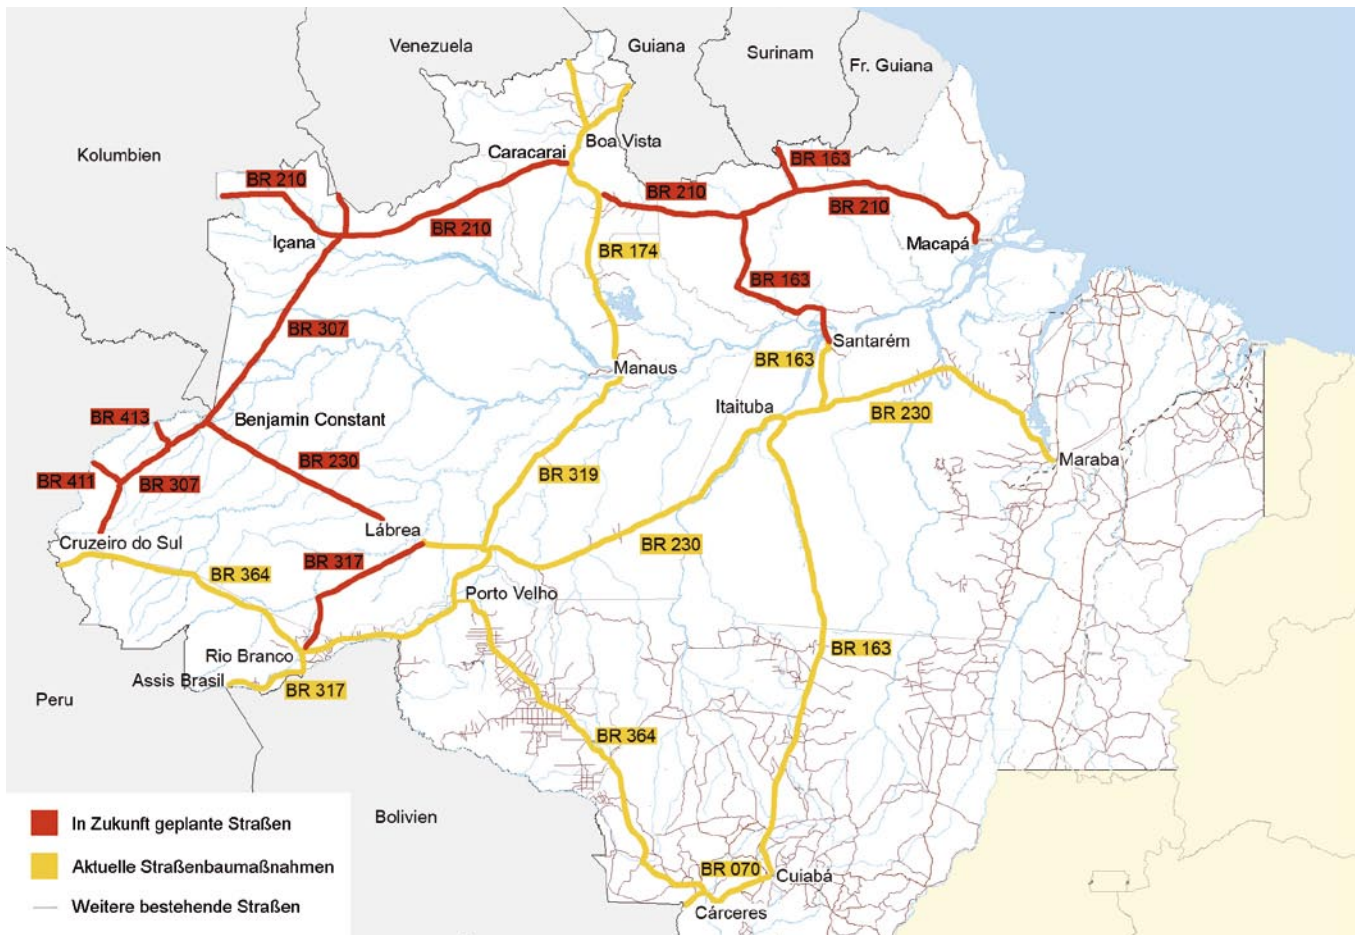 Venezuela
Guiana
Surinam
Fr. Guiana
Kolumbien
Boa Vista
Caracarai
BR 163
BR 210
BR 210
BR 210
BR 210
Içana
Macapá
BR 174
BR 163
BR 307
Santarém
BR 163
Manaus
Itaituba
BR 230
BR 413
Benjamin Constant
BR 230
Maraba
BR 411
BR 307
BR 319
Lábrea
Cruzeiro do Sul
BR 230
BR 317
BR 364
Porto Velho
BR 163
Rio Branco
Assis Brasil
BR 317
Peru
BR 364
Bolivien
BR 070
Cuiabá
Cárceres
In Zukunft geplante Straßen
Aktuelle Straßenbaumaßnahmen
Weitere bestehende Straßen